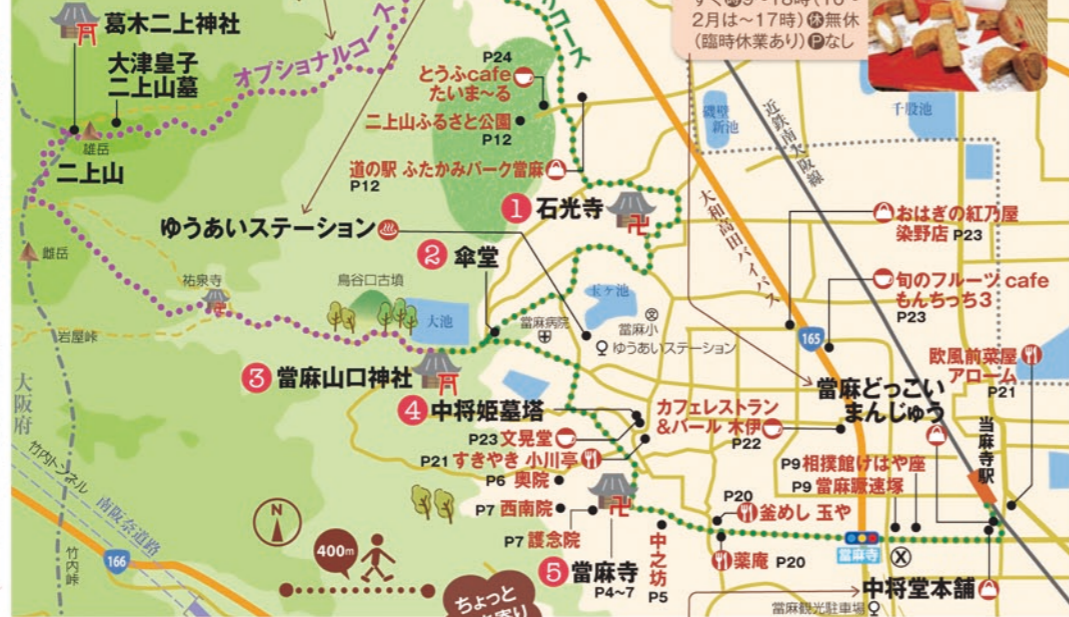 葛木二上神社
大津皇子
二上山墓
オプショナルコース
コース
2月は～17時)休無休
(臨時休業あり)Pなし
P24
とうふcafe
たいま～る
二上山ふるさと公園
P12
道の駅 ふたかみパーク當麻
P12
雄岳
二上山
雌岳
ゆうあいステーション
1 石光寺
2 傘堂
磯壁
新池
千股池
近鉄南大阪線
大和高田バイパス
おはぎの紅乃屋
染野店 P23
旬のフルーツ cafe
もんちっち3
P23
祐泉寺
鳥谷口古墳
大池
玉ヶ池
當麻病院
文
當麻小
ゆうあいステーション
165
岩屋峠
3 當麻山口神社
4 中将姫墓塔
欧風前菜屋
アローム
P21
當麻どっこい
まんじゅう
カフェレストラン
&バール 木伊
P22
P23 文晃堂
P21 すきやき 小川亭
P6 奥院
P7 西南院
P7 護念院
5 當麻寺
P4～7
中之坊
P5
P9 相撲館けはや座
P9 當麻蹶速塚
当麻寺駅
P20
釜めし 玉や
薬庵 P20
當麻寺
中将堂本舗
當麻観光駐車場
大阪府
竹内トンネル
南阪奈道路
竹内峠
166
N
400m
ちょっと